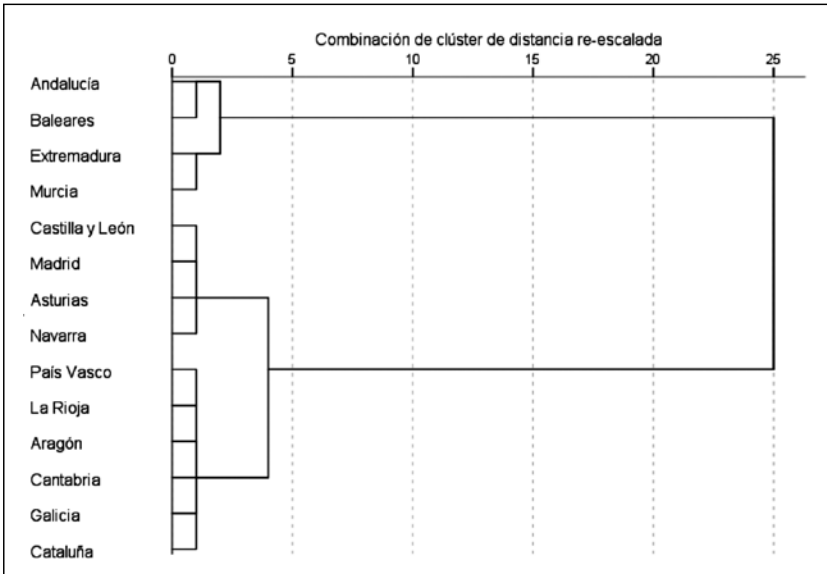 Combinación de clúster de distancia re-escalada
0 5 10 15 20 25
Andalucía
Baleares
Extremadura
Murcia
Castilla y León
Madrid
Asturias
Navarra
País Vasco
La Rioja
Aragón
Cantabria
Galicia
Cataluña